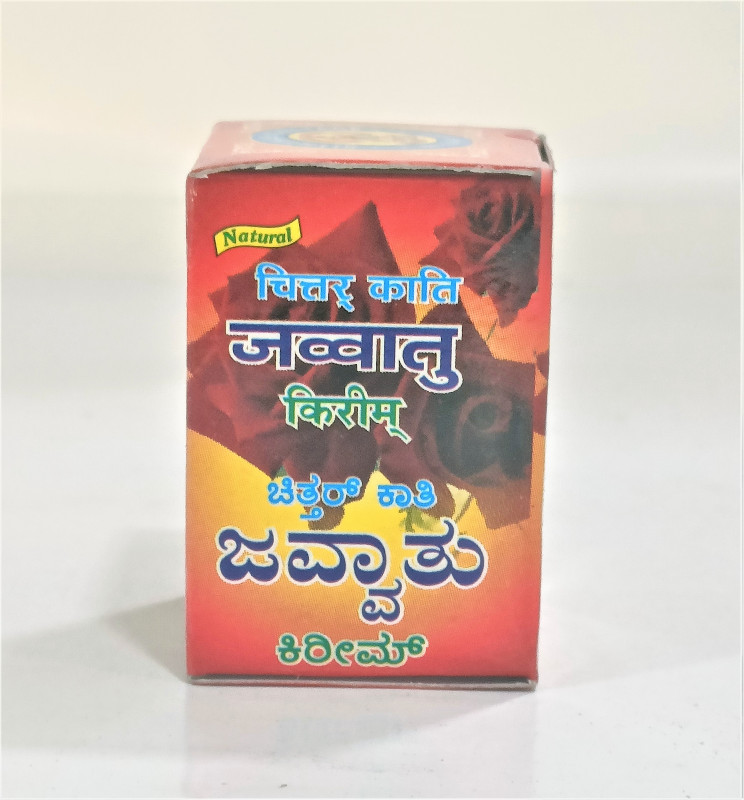 Natural
चित्तर् काति
जव्वातु
किरीम्
ಚಿತ್ತರ್ ಕಾತಿ
ಜವ್ವಾತು
ಕಿರೀಮ್